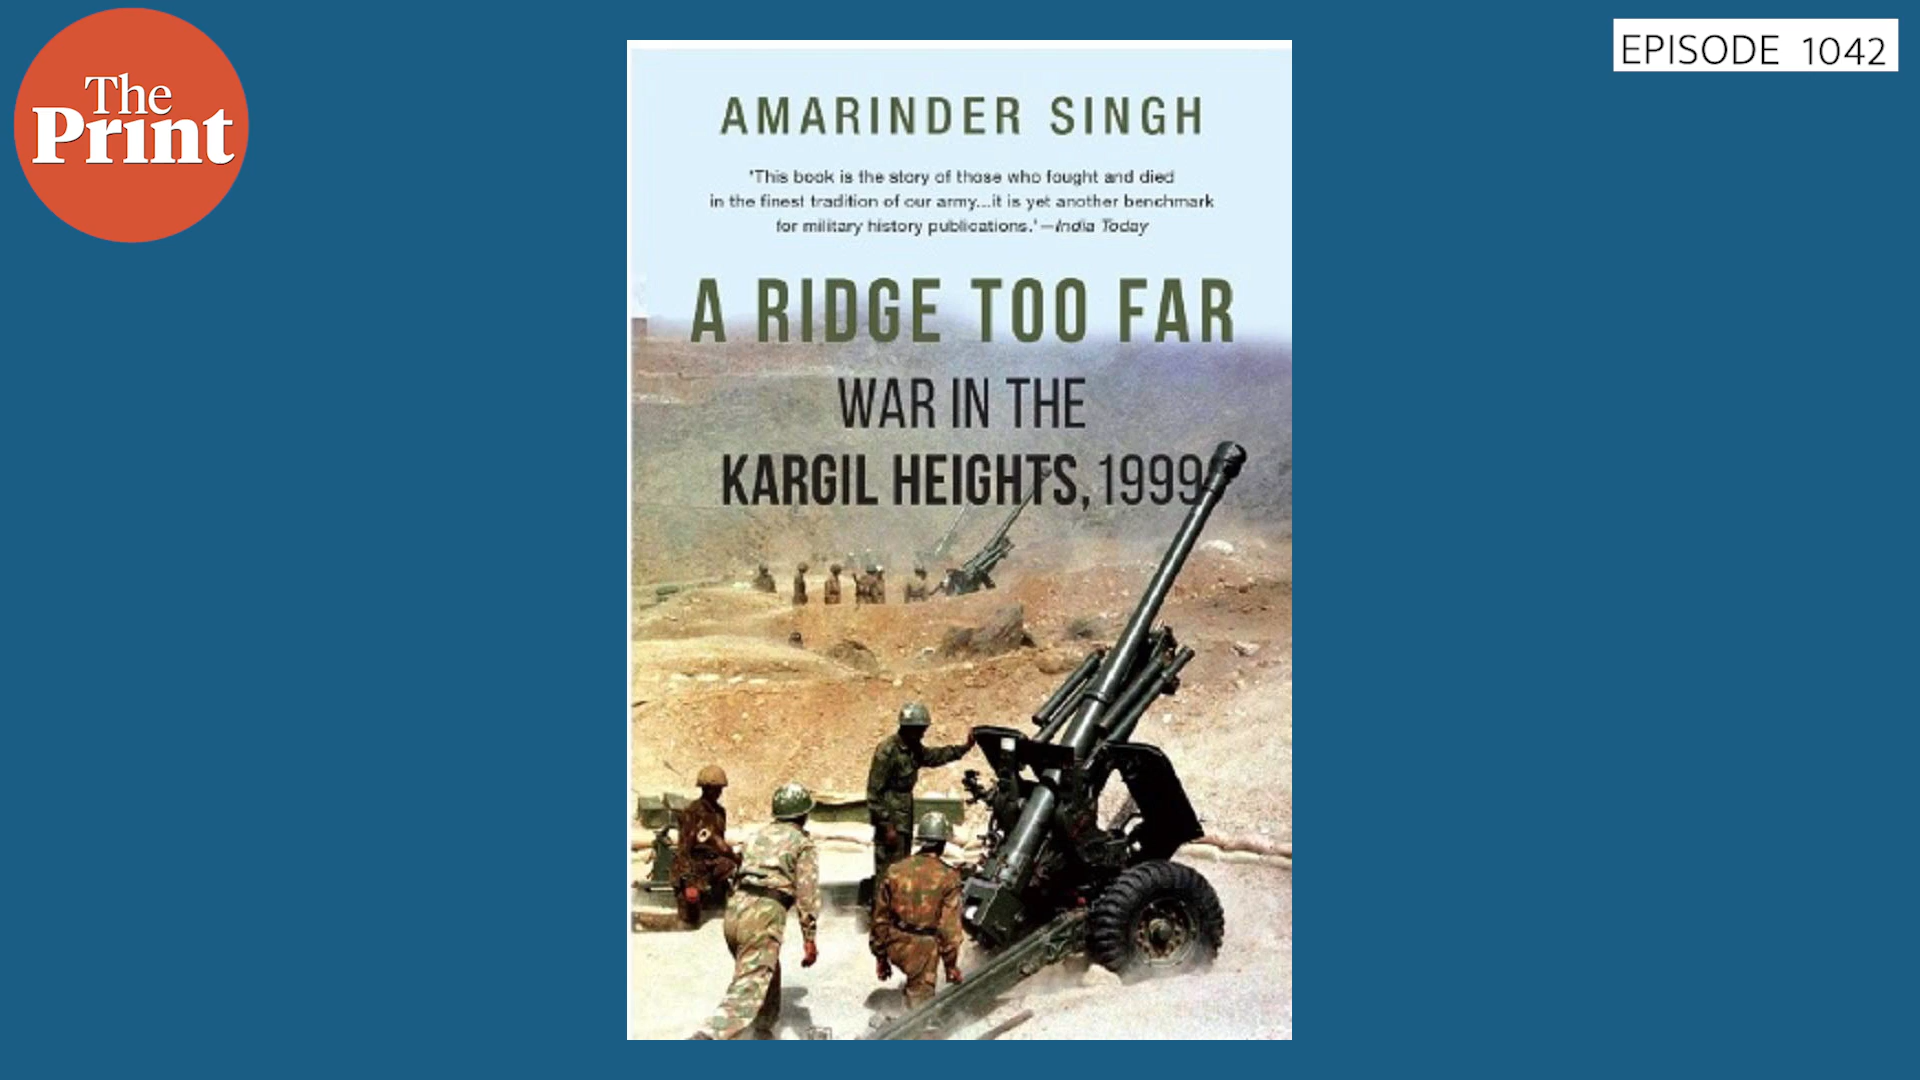 The
Print
EPISODE 1042
AMARINDER SINGH
'This book is the story of those who fought and died
in the finest tradition of our army...it is yet another benchmark
for military history publications.'—India Today
A RIDGE TOO FAR
WAR IN THE
KARGIL HEIGHTS, 1999